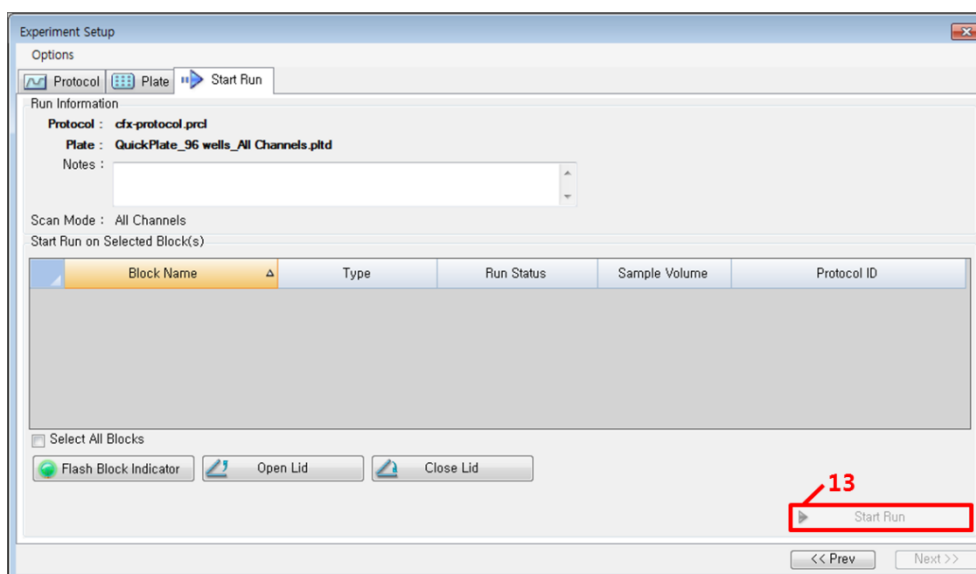 Experiment Setup
Options
Protocol Plate Start Run
Run Information
Protocol : cfx-protocol.prcl
Plate : QuickPlate_96 wells_All Channels.pltd
Notes :
Scan Mode : All Channels
Start Run on Selected Block(s)
Block Name Type Run Status Sample Volume Protocol ID
Select All Blocks
Flash Block Indicator Open Lid Close Lid
13
Start Run
<< Prev Next >>